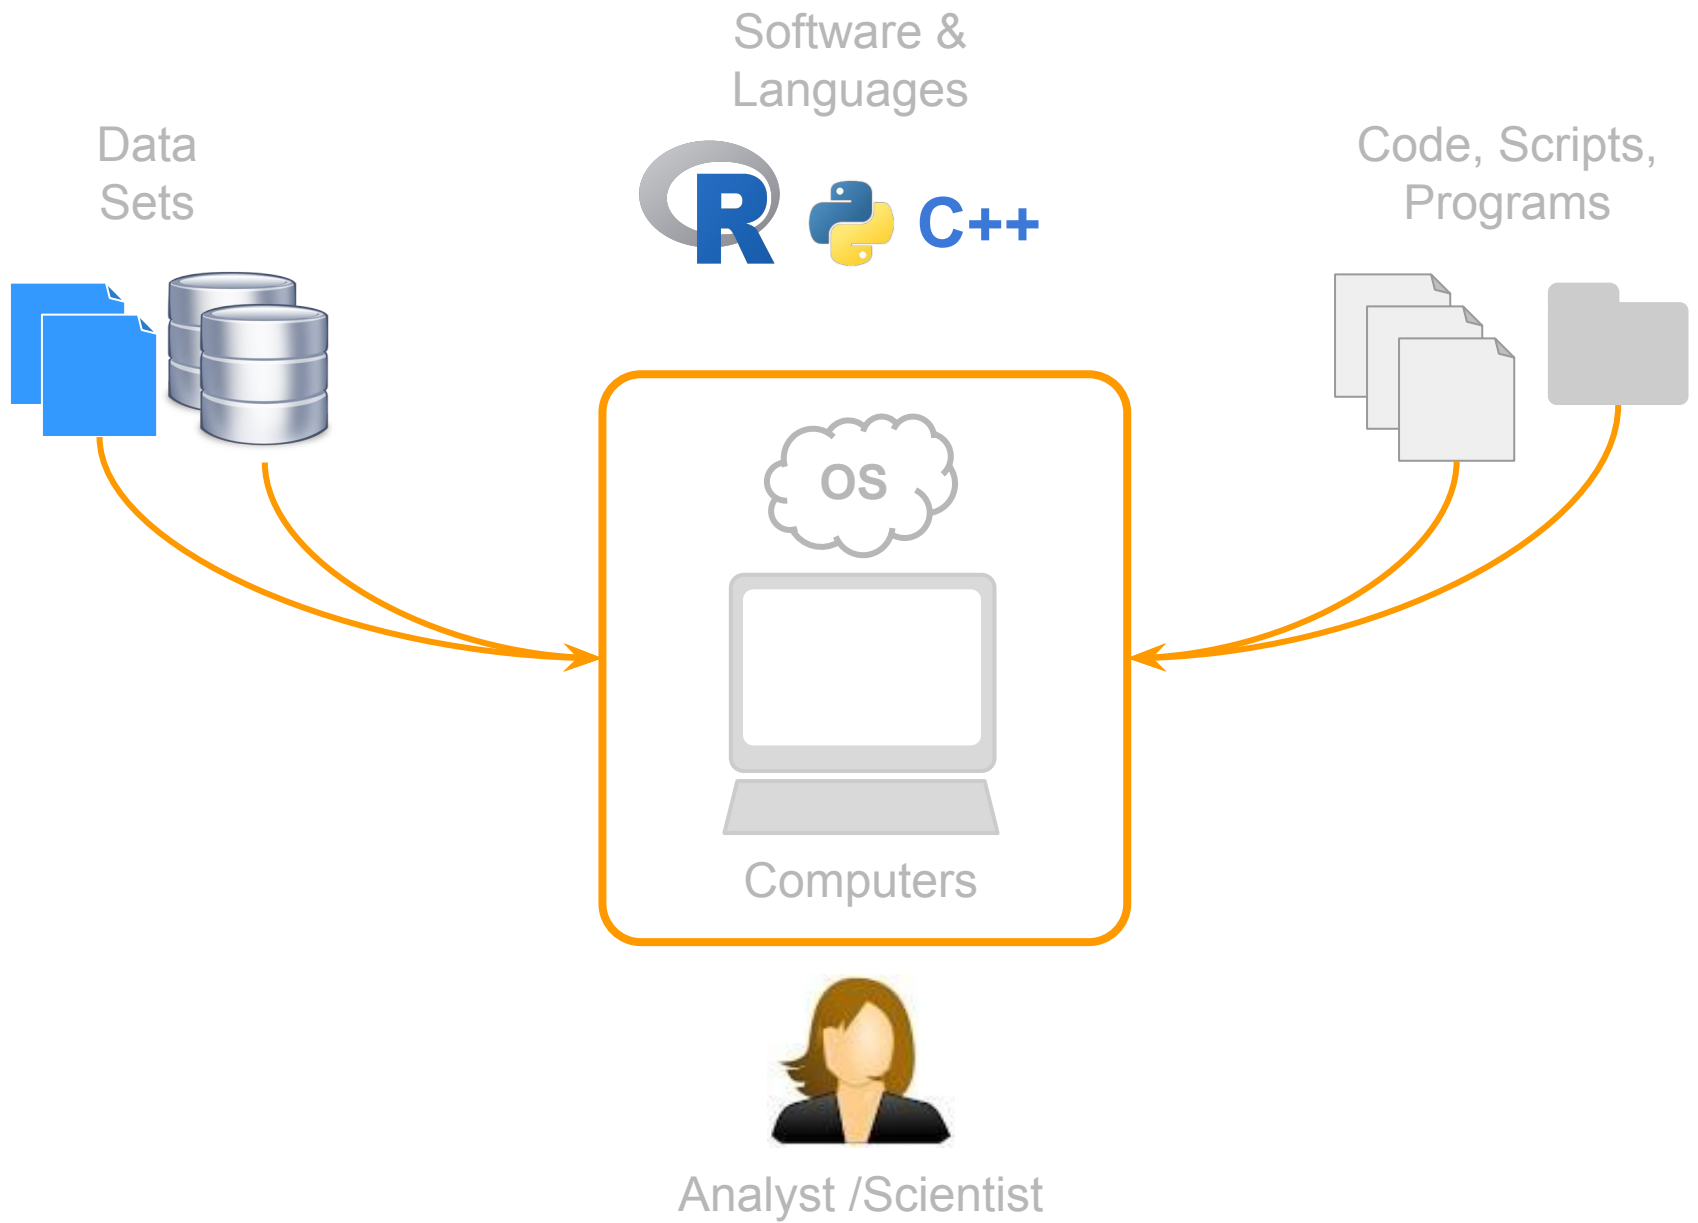 Software &
Languages
Data
Sets
Code, Scripts,
Programs
R
C++
OS
Computers
Analyst /Scientist